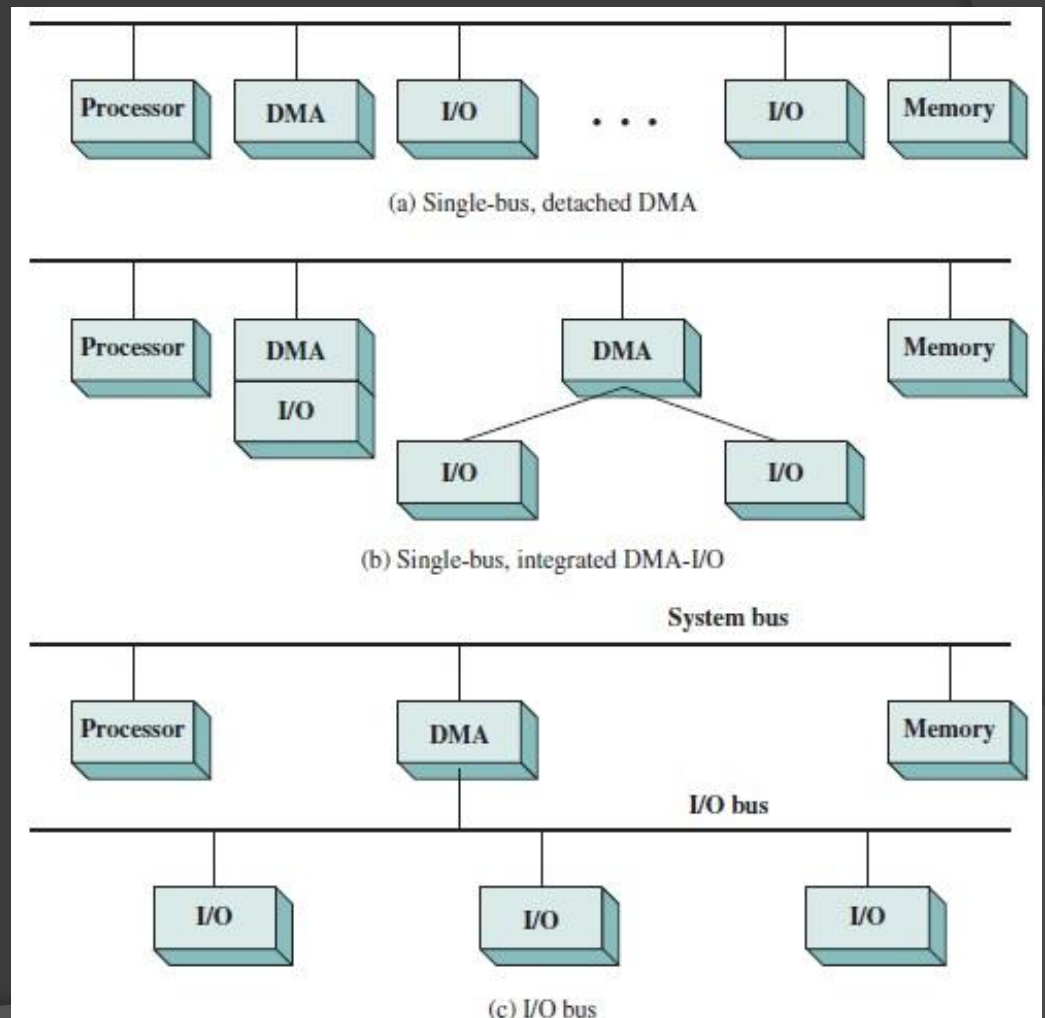 Processor DMA I/O . . . I/O Memory
(a) Single-bus, detached DMA
Processor DMA DMA Memory
I/O
I/O I/O
(b) Single-bus, integrated DMA-I/O
System bus
Processor DMA Memory
I/O bus
I/O I/O I/O
(c) I/O bus